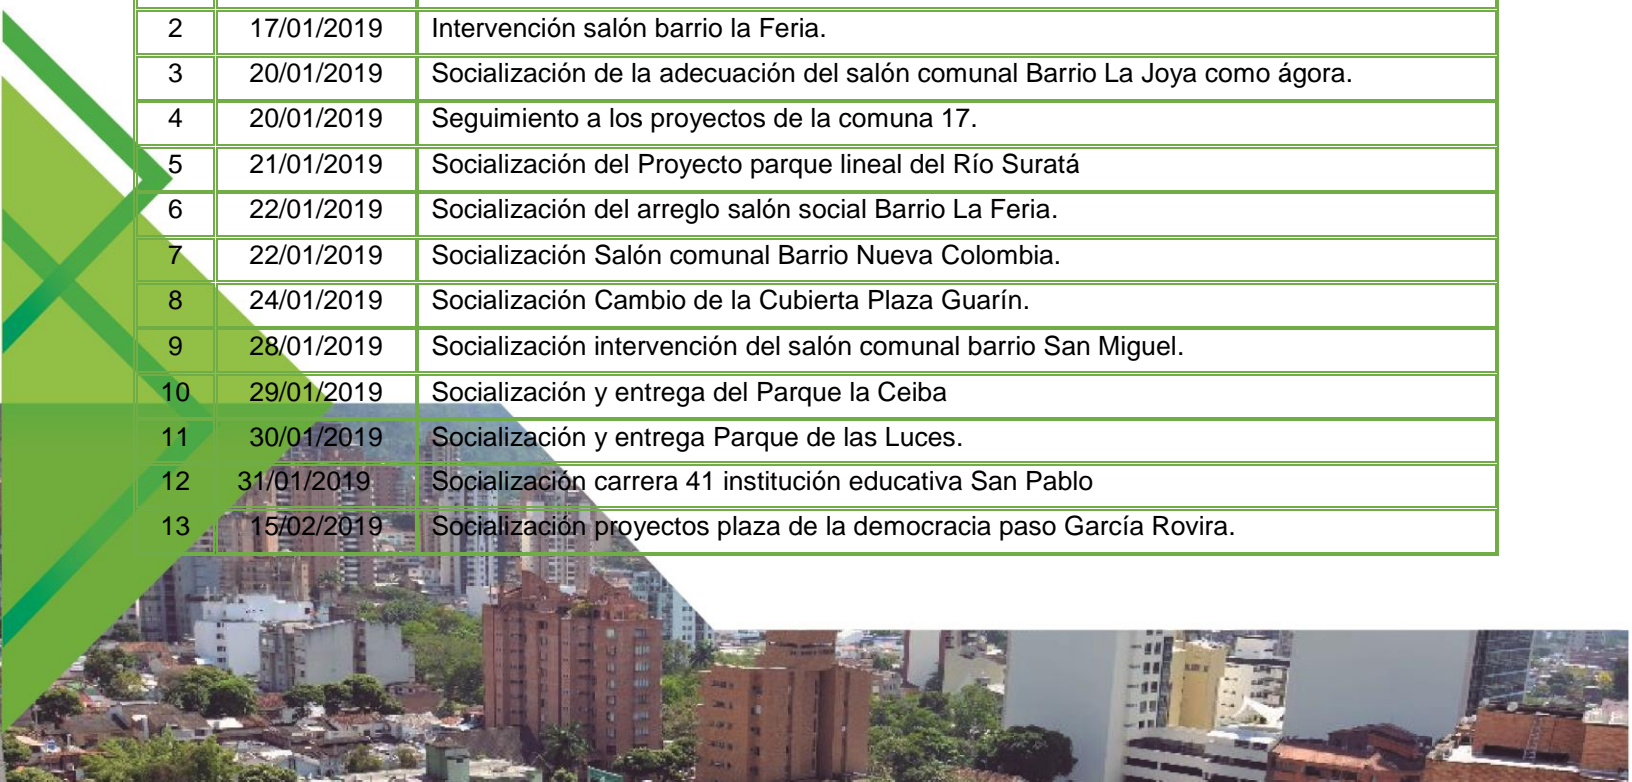 2 17/01/2019 Intervención salón barrio la Feria.
3 20/01/2019 Socialización de la adecuación del salón comunal Barrio La Joya como ágora.
4 20/01/2019 Seguimiento a los proyectos de la comuna 17.
5 21/01/2019 Socialización del Proyecto parque lineal del Río Suratá
6 22/01/2019 Socialización del arreglo salón social Barrio La Feria.
7 22/01/2019 Socialización Salón comunal Barrio Nueva Colombia.
8 24/01/2019 Socialización Cambio de la Cubierta Plaza Guarín.
9 28/01/2019 Socialización intervención del salón comunal barrio San Miguel.
10 29/01/2019 Socialización y entrega del Parque la Ceiba
11 30/01/2019 Socialización y entrega Parque de las Luces.
12 31/01/2019 Socialización carrera 41 institución educativa San Pablo
13 15/02/2019 Socialización proyectos plaza de la democracia paso García Rovira.